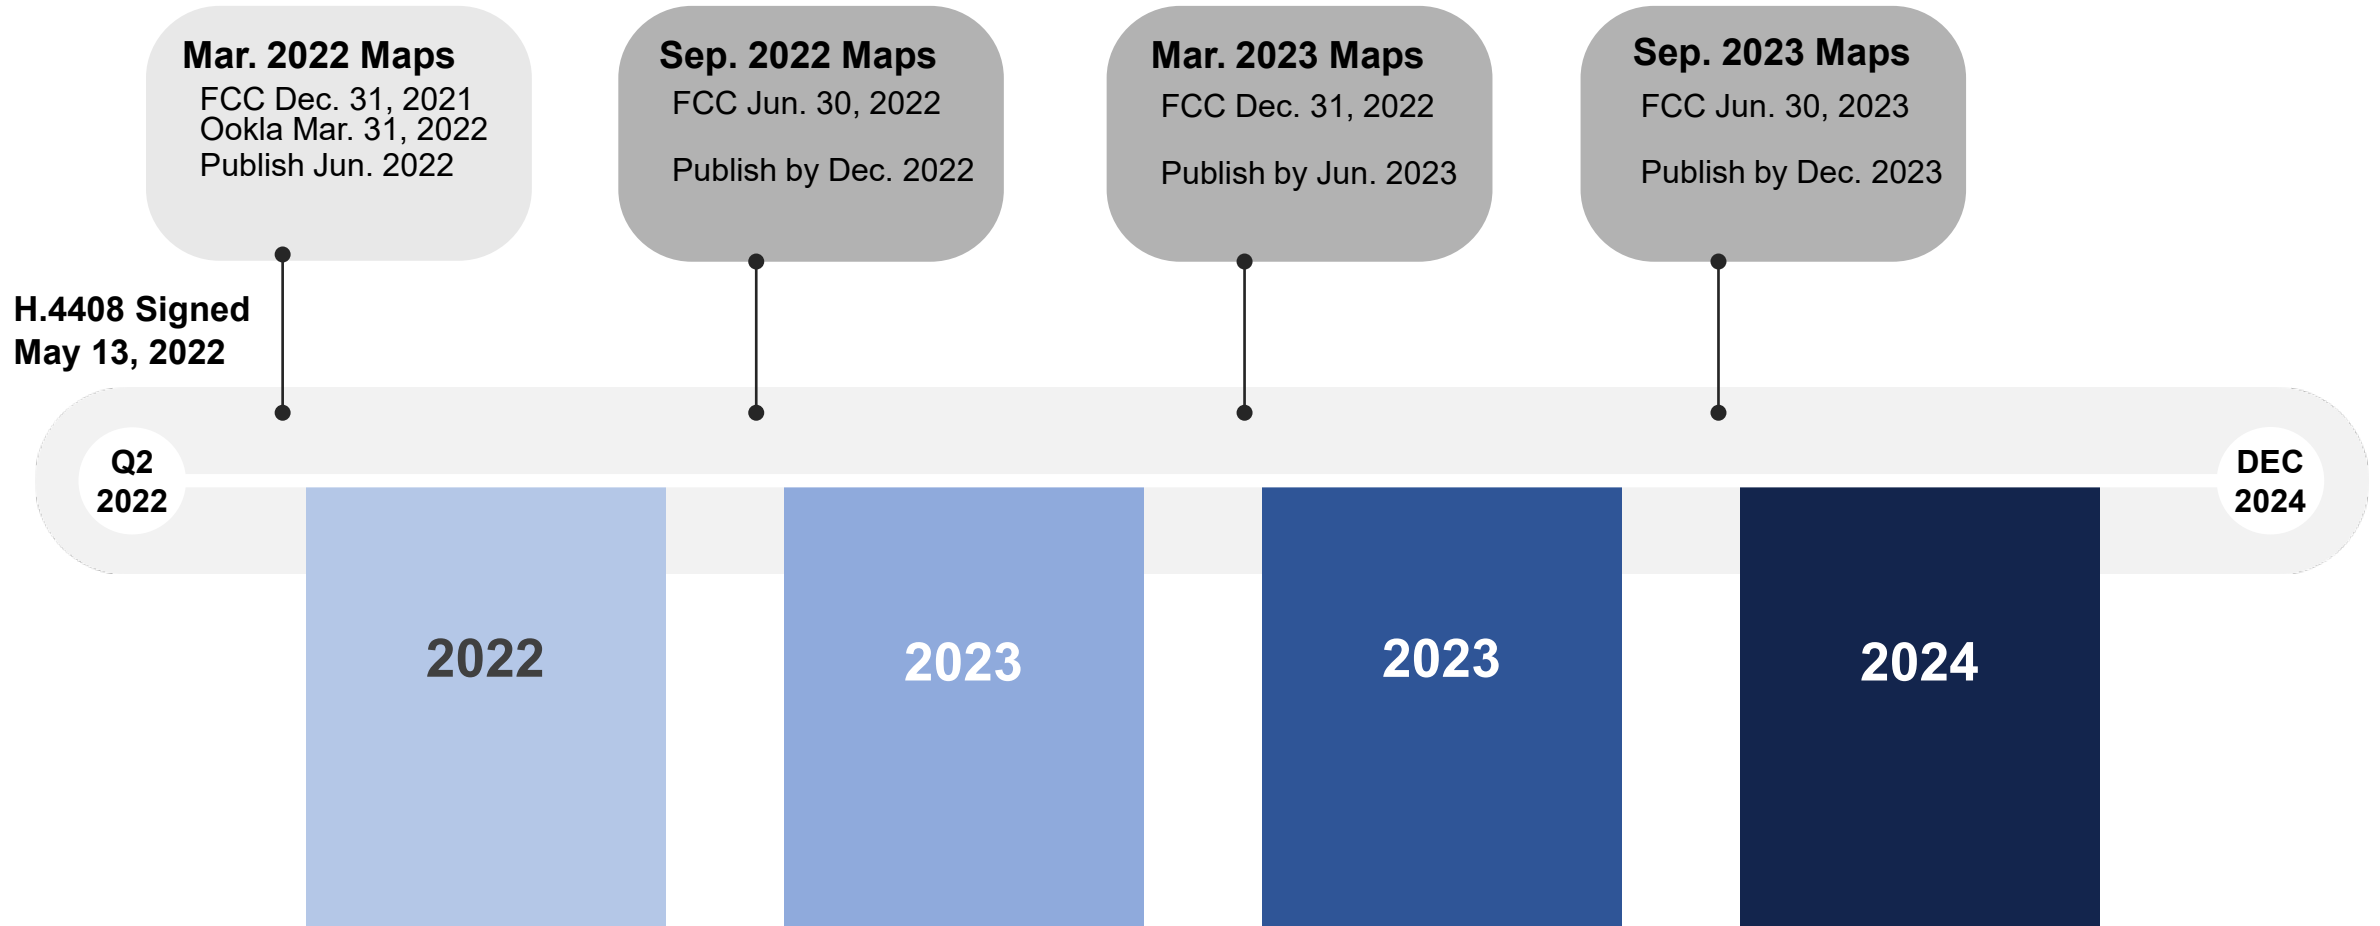 Mar. 2022 Maps
FCC Dec. 31, 2021
Ookla Mar. 31, 2022
Publish Jun. 2022
Sep. 2022 Maps
FCC Jun. 30, 2022
Publish by Dec. 2022
Mar. 2023 Maps
FCC Dec. 31, 2022
Publish by Jun. 2023
Sep. 2023 Maps
FCC Jun. 30, 2023
Publish by Dec. 2023
H.4408 Signed
May 13, 2022
Q2
2022
DEC
2024
2022
2023
2023
2024